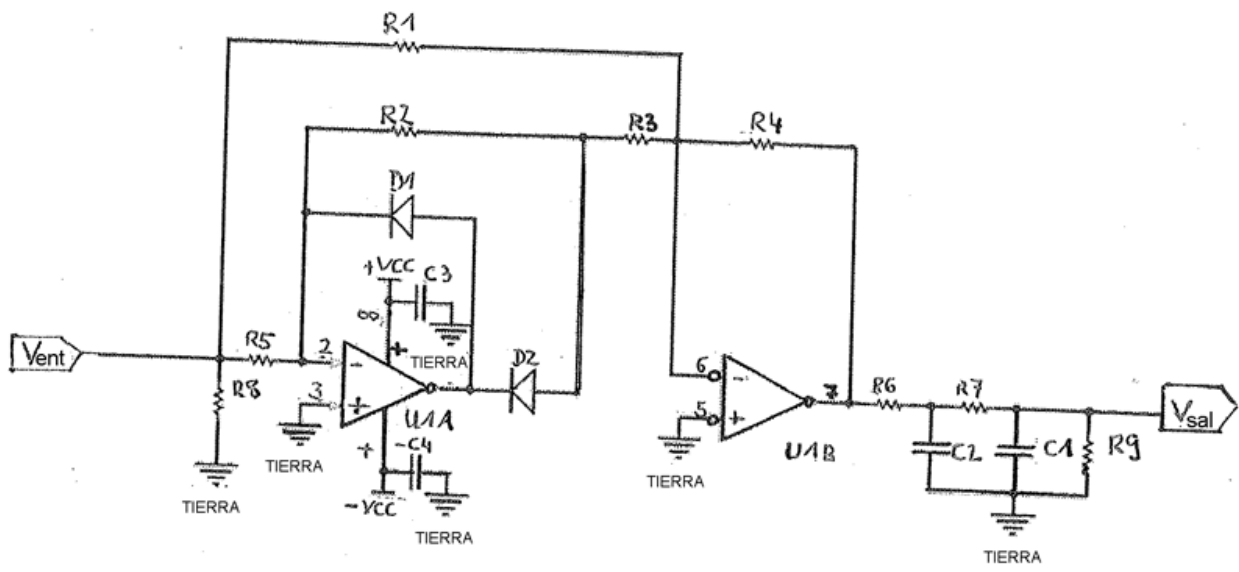 R1
R2
R3
R4
D1
+VCC
C3
8
+
TIERRA
Vent
R5
2
-
R8
3
+
U1A
D2
TIERRA
TIERRA
+
-C4
-VCC
TIERRA
6
-
5
+
7
U1B
TIERRA
R6
R7
C2
C1
R9
Vsal
TIERRA